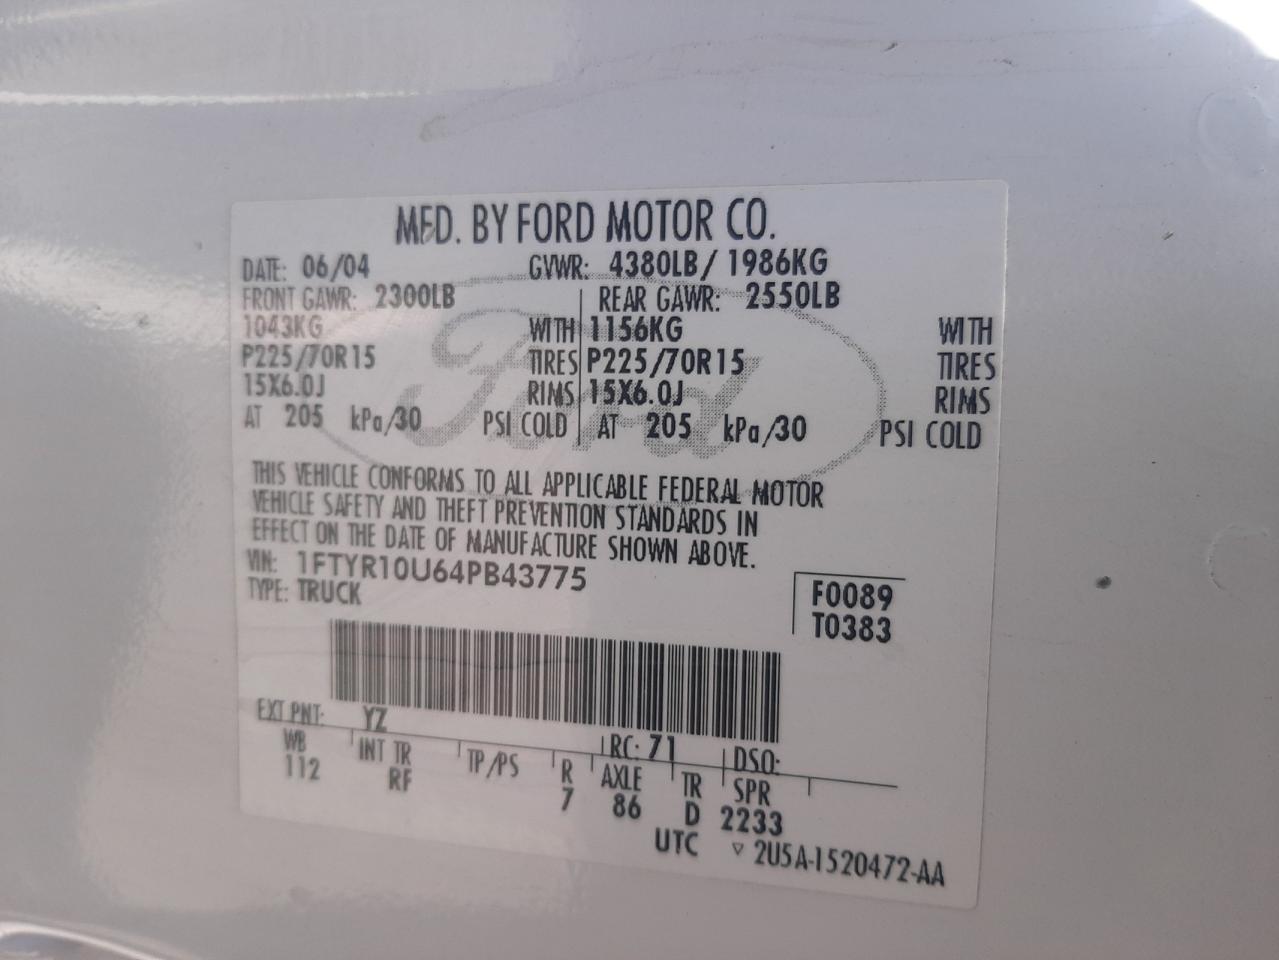 MFD. BY FORD MOTOR CO.
DATE: 06/04 GVWR: 4380LB/ 1986KG
FRONT GAWR: 2300LB REAR GAWR: 2550LB
1043KG WITH 1156KG WITH
P225/70R15 TIRES P225/70R15 TIRES
15X6.0J RIMS 15X6.0J RIMS
AT 205 kPa/30 PSI COLD AT 205 kPa/30 PSI COLD
Ford
THIS VEHICLE CONFORMS TO ALL APPLICABLE FEDERAL MOTOR
VEHICLE SAFETY AND THEFT PREVENTION STANDARDS IN
EFFECT ON THE DATE OF MANUFACTURE SHOWN ABOVE.
VIN: 1FTYR10U64PB43775
TYPE: TRUCK
F0089
T0383
EXT PNT: YZ RC: 71 DSO:
WB INT TR TP/PS R AXLE TR SPR
112 RF 7 86 D 2233
UTC ▽ 2U5A-1520472-AA